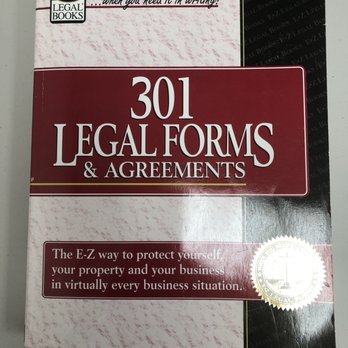 LEGAL
BOOKS
...when you need it in writing!
301
LEGAL FORMS
& AGREEMENTS
The E-Z way to protect yourself,
your property and your business
in virtually every business situation.